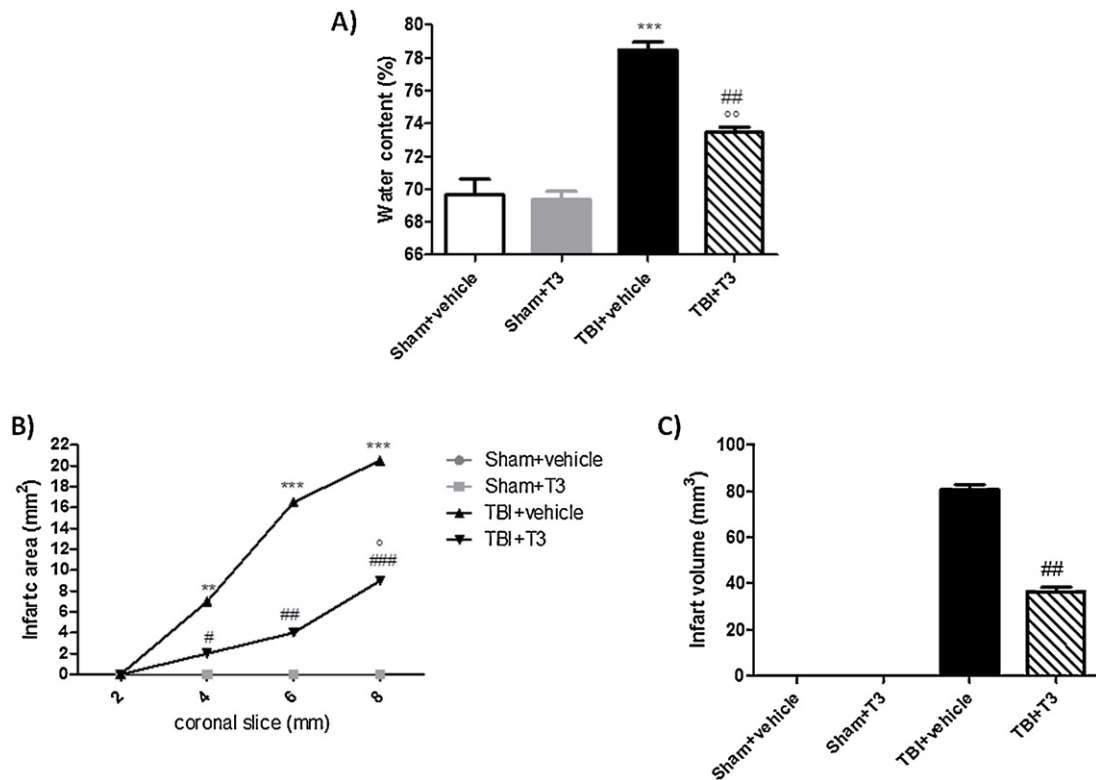 A)
Water content (%)
80
78
76
74
72
70
68
66
***
##
°°
Sham+vehicle
Sham+T3
TBI+vehicle
TBI+T3
B)
Infartc area (mm²)
22
20
18
16
14
12
10
8
6
4
2
0
**
***
***
#
##
°
###
2
4
6
8
coronal slice (mm)
Sham+vehicle
Sham+T3
TBI+vehicle
TBI+T3
C)
Infart volume (mm³)
100
80
60
40
20
0
##
Sham+vehicle
Sham+T3
TBI+vehicle
TBI+T3